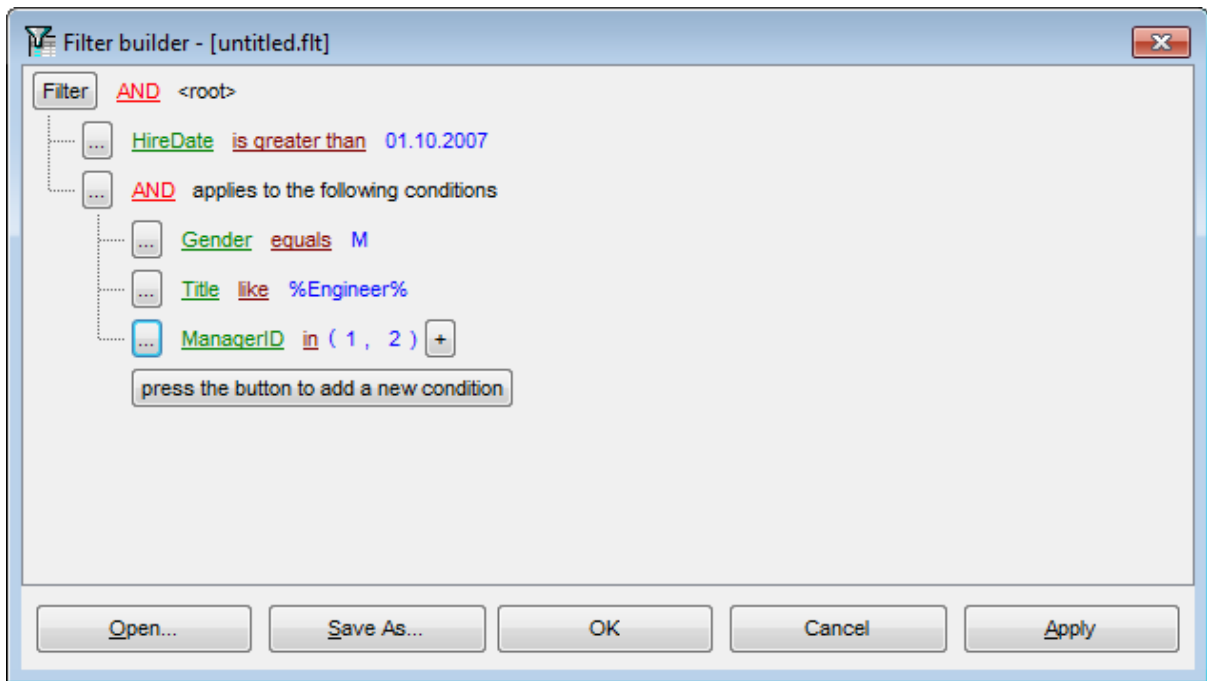 Filter builder - [untitled.flt]
Filter AND <root>
... HireDate is greater than 01.10.2007
... AND applies to the following conditions
... Gender equals M
... Title like %Engineer%
... ManagerID in ( 1 , 2 ) +
press the button to add a new condition
Open... Save As... OK Cancel Apply